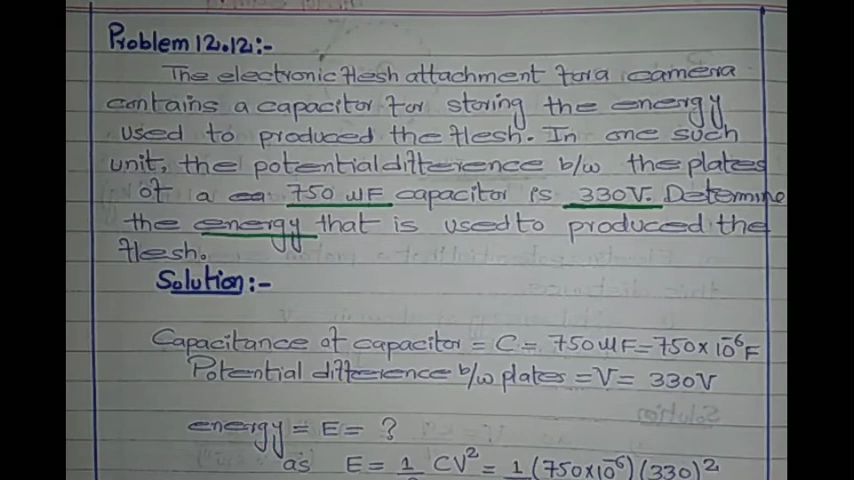 Problem 12.12:-
The electronic flesh attachment for a camera
contains a capacitor for storing the energy
used to produced the flesh. In one such
unit, the potential difference b/w the plates
of a 750 μF capacitor is 330V. Determine
the energy that is used to produced the
flesh.
Solution:-
Capacitance of capacitor = C = 750 μF = 750×10⁻⁶F
Potential difference b/w plates = V = 330V
energy = E = ?
as E = 1 CV² = 1 (750×10⁻⁶)(330)²